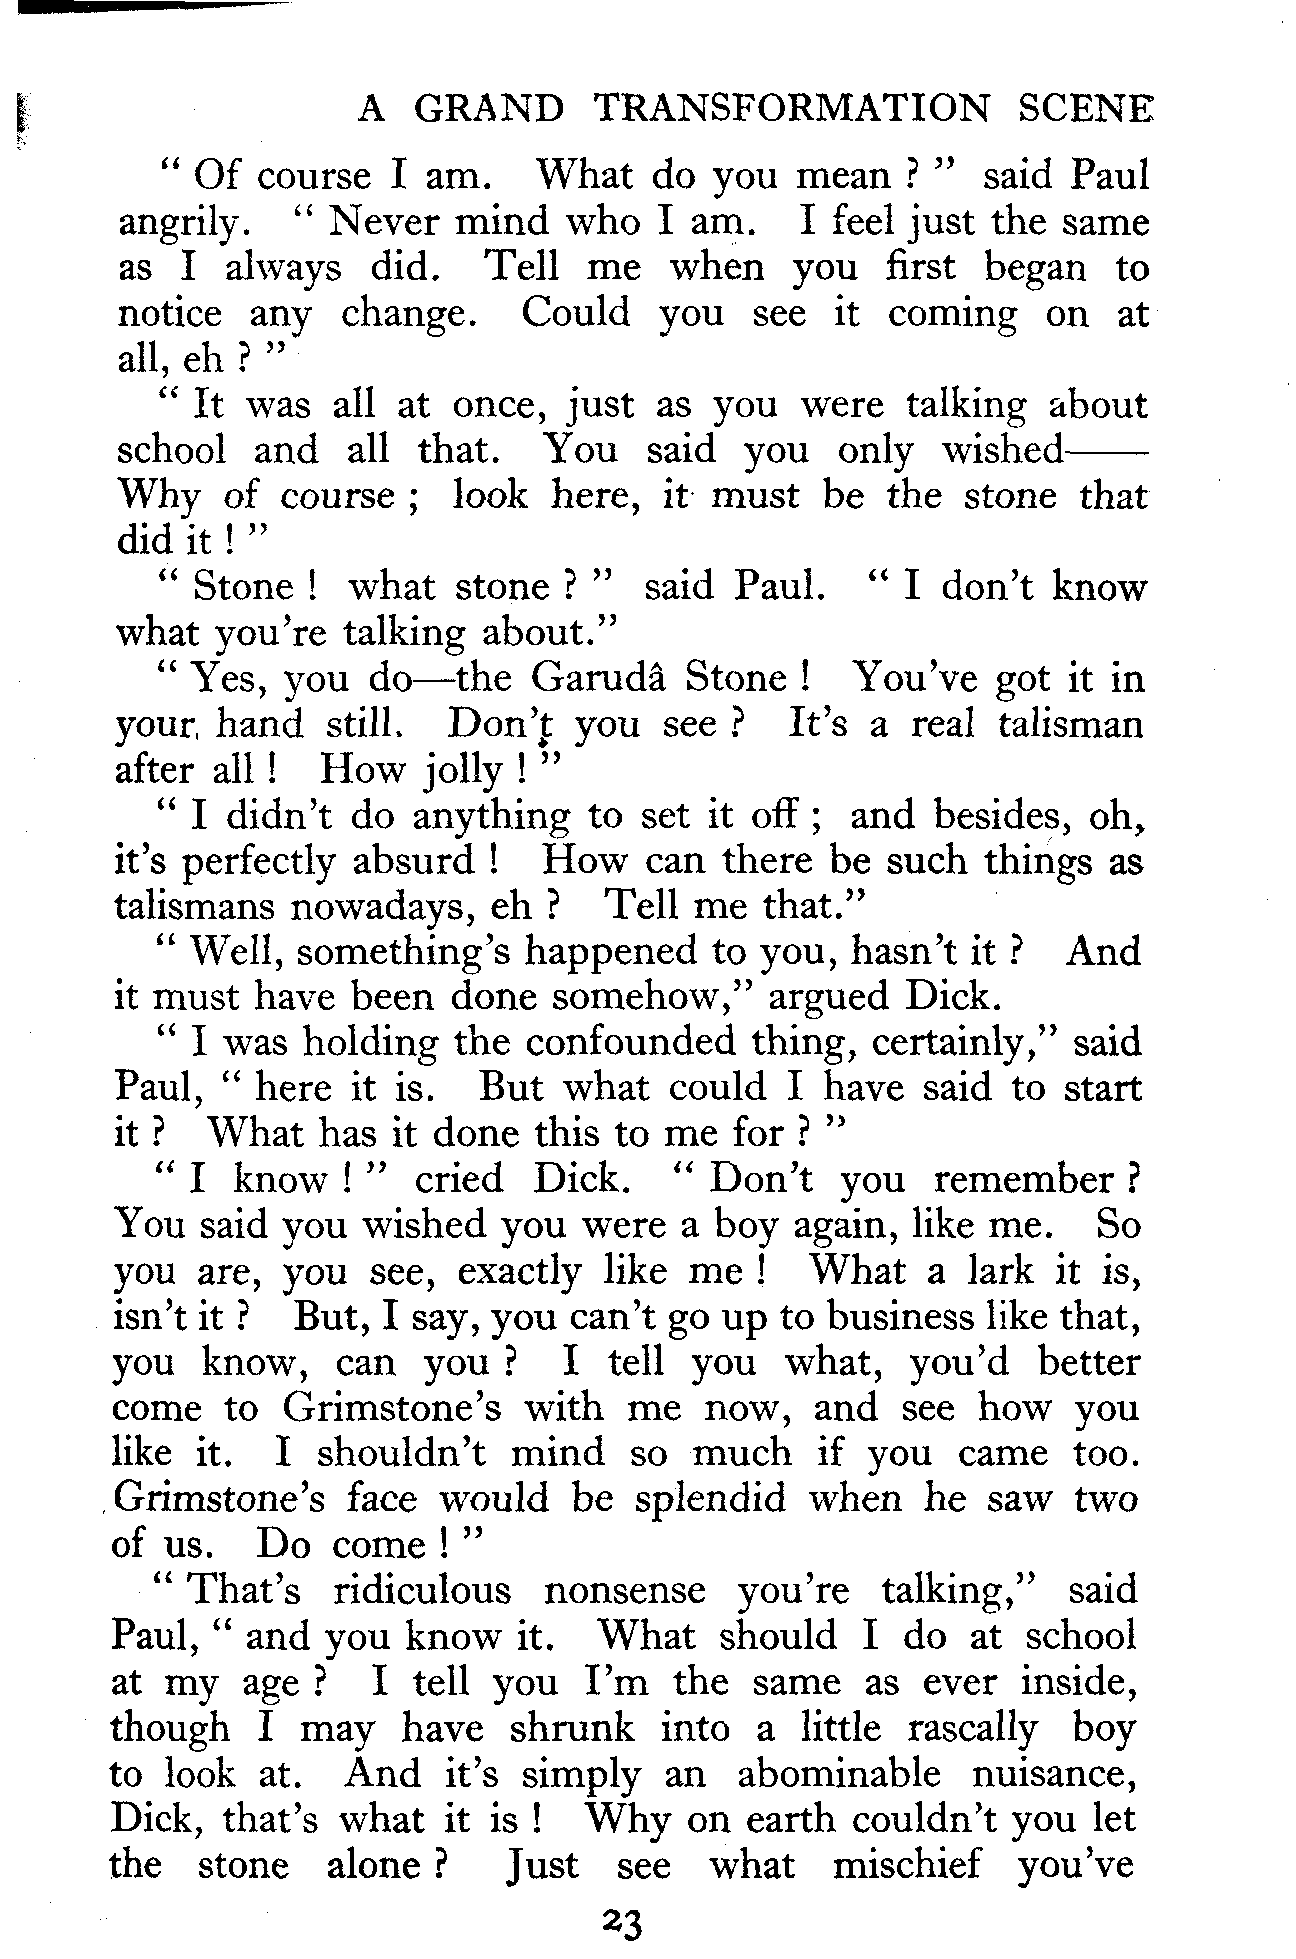 A GRAND TRANSFORMATION SCENE
" Of course I am. What do you mean ? " said Paul
angrily. " Never mind who I am. I feel just the same
as I always did. Tell me when you first began to
notice any change. Could you see it coming on at
all, eh ? "
" It was all at once, just as you were talking about
school and all that. You said you only wished——
Why of course ; look here, it must be the stone that
did it ! "
" Stone ! what stone ? " said Paul. " I don't know
what you're talking about."
" Yes, you do—the Garudâ Stone ! You've got it in
your hand still. Don't you see ? It's a real talisman
after all ! How jolly ! "
" I didn't do anything to set it off ; and besides, oh,
it's perfectly absurd ! How can there be such things as
talismans nowadays, eh ? Tell me that."
" Well, something's happened to you, hasn't it ? And
it must have been done somehow," argued Dick.
" I was holding the confounded thing, certainly," said
Paul, " here it is. But what could I have said to start
it ? What has it done this to me for ? "
" I know ! " cried Dick. " Don't you remember ?
You said you wished you were a boy again, like me. So
you are, you see, exactly like me ! What a lark it is,
isn't it ? But, I say, you can't go up to business like that,
you know, can you ? I tell you what, you'd better
come to Grimstone's with me now, and see how you
like it. I shouldn't mind so much if you came too.
Grimstone's face would be splendid when he saw two
of us. Do come ! "
" That's ridiculous nonsense you're talking," said
Paul, " and you know it. What should I do at school
at my age ? I tell you I'm the same as ever inside,
though I may have shrunk into a little rascally boy
to look at. And it's simply an abominable nuisance,
Dick, that's what it is ! Why on earth couldn't you let
the stone alone ? Just see what mischief you've
23